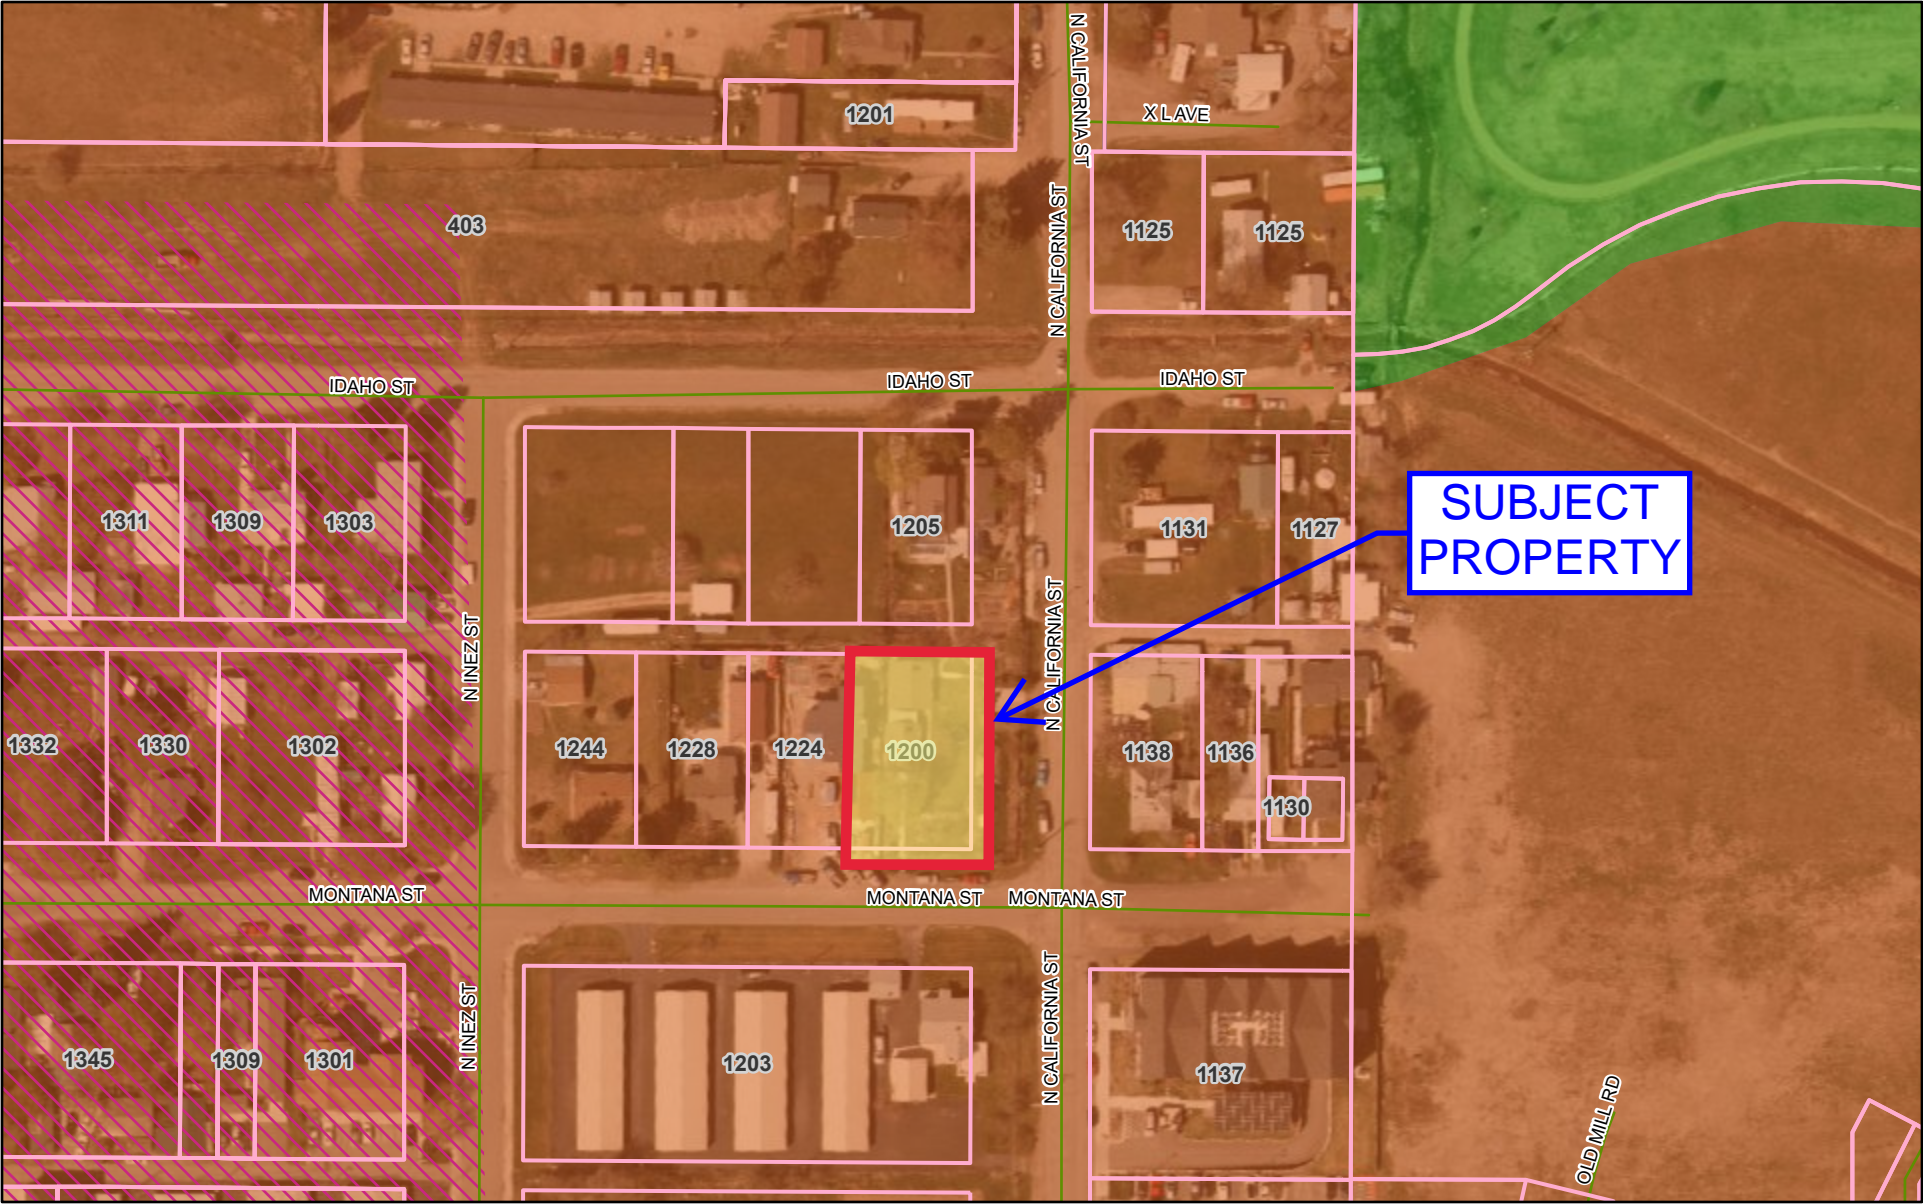 N CALIFORNIA ST
X L AVE
1201
403
1125
1125
N CALIFORNIA ST
IDAHO ST
IDAHO ST
IDAHO ST
SUBJECT
PROPERTY
1311
1309
1303
1205
1131
1127
N INEZ ST
N CALIFORNIA ST
1332
1330
1302
1244
1228
1224
1200
1138
1136
1130
MONTANA ST
MONTANA ST
MONTANA ST
N INEZ ST
N CALIFORNIA ST
1345
1309
1301
1203
1137
OLD MILL RD